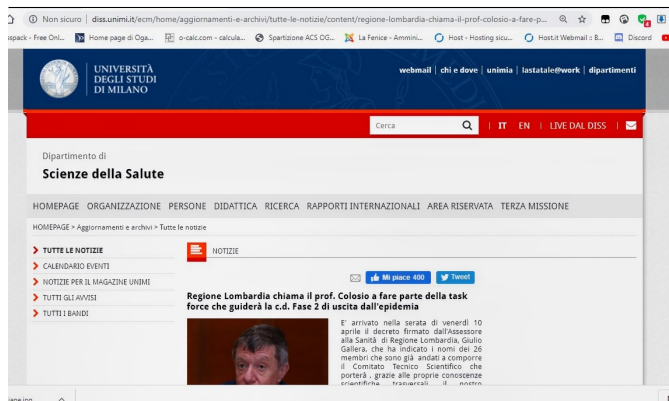 Non sicuro | diss.unimi.it/ecm/home/aggiornamenti-e-archivi/tutte-le-notizie/content/regione-lombardia-chiama-il-prof-colosio-a-fare-p...
Home page di Oga... o-calc.com - calcula... Spartizione ACS OG... La Fenice - Ammini... Host - Hosting sicu... Host.it Webmail :: B... Discord
UNIVERSITÀ
DEGLI STUDI
DI MILANO
webmail | chi e dove | unimia | lastatale@work | dipartimenti
Cerca | IT EN | LIVE DAL DISS |
Dipartimento di
Scienze della Salute
HOMEPAGE ORGANIZZAZIONE PERSONE DIDATTICA RICERCA RAPPORTI INTERNAZIONALI AREA RISERVATA TERZA MISSIONE
HOMEPAGE > Aggiornamenti e archivi > Tutte le notizie
TUTTE LE NOTIZIE
CALENDARIO EVENTI
NOTIZIE PER IL MAGAZINE UNIMI
TUTTI GLI AVVISI
TUTTI I BANDI
NOTIZIE
Mi piace 400 Tweet
Regione Lombardia chiama il prof. Colosio a fare parte della task
force che guiderà la c.d. Fase 2 di uscita dall'epidemia
E' arrivato nella serata di venerdì 10
aprile il decreto firmato dall'Assessore
alla Sanità di Regione Lombardia, Giulio
Gallera, che ha indicato i nomi dei 26
membri che sono già andati a comporre
il Comitato Tecnico Scientifico che
porterà , grazie alle proprie conoscenze
scientifiche trasversali il nostro